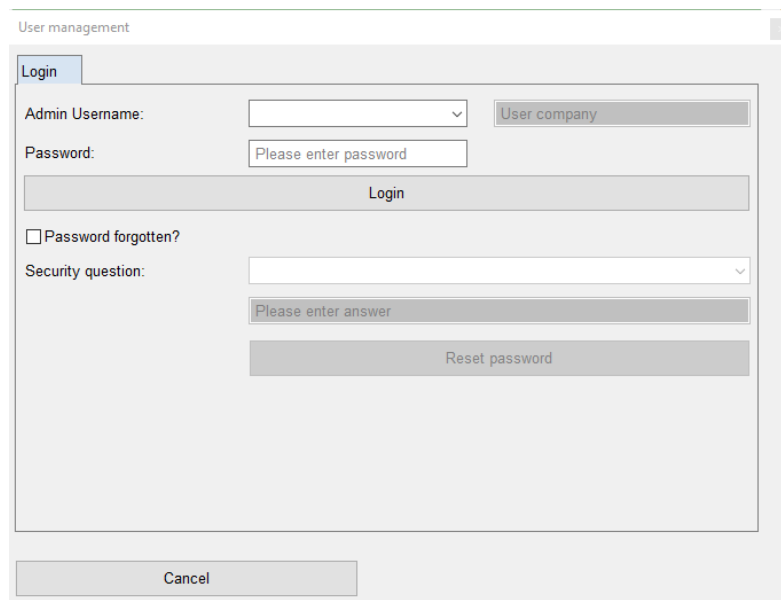 User management
Login
Admin Username:
User company
Password:
Please enter password
Login
Password forgotten?
Security question:
Please enter answer
Reset password
Cancel